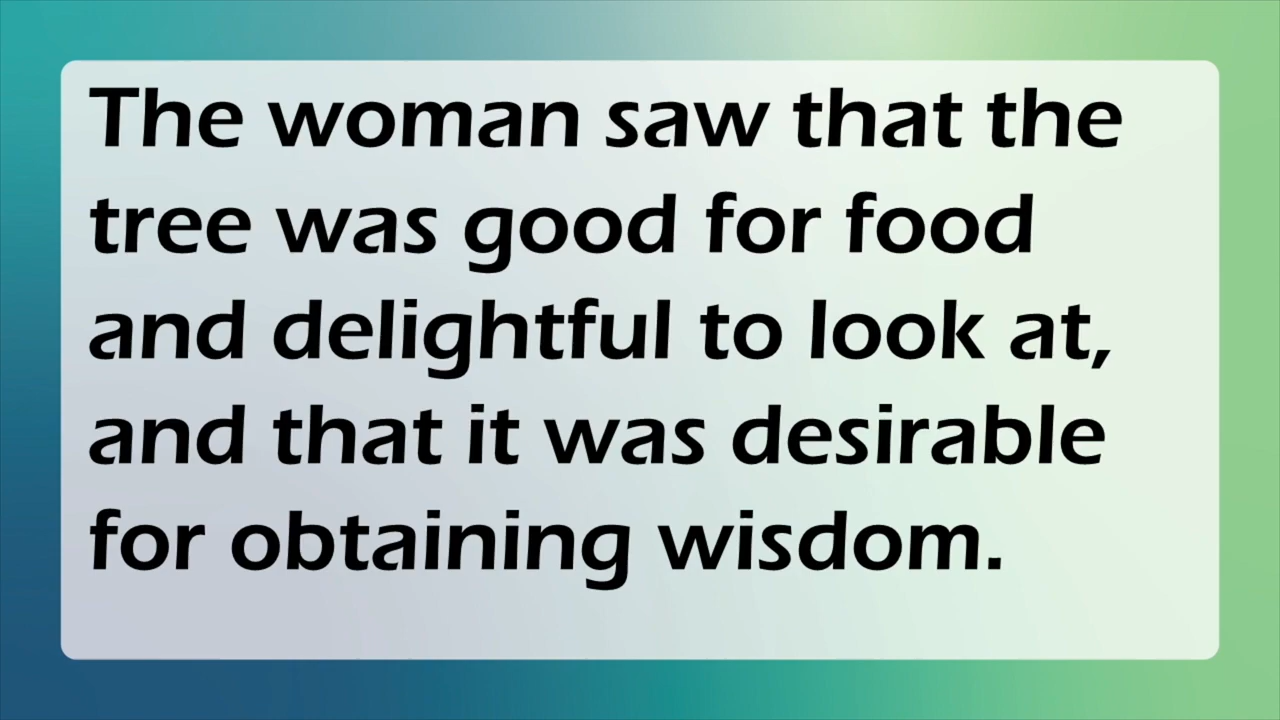 The woman saw that the
tree was good for food
and delightful to look at,
and that it was desirable
for obtaining wisdom.